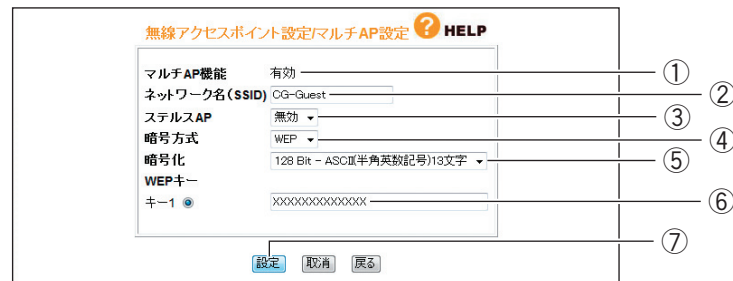 無線アクセスポイント設定/マルチAP設定 ? HELP
マルチAP機能 有効 ①
ネットワーク名(SSID) CG-Guest ②
ステルスAP 無効 ③
暗号方式 WEP ④
暗号化 128 Bit - ASCII(半角英数記号)13文字 ⑤
WEPキー
キー1 XXXXXXXXXXXXX ⑥
設定 取消 戻る ⑦